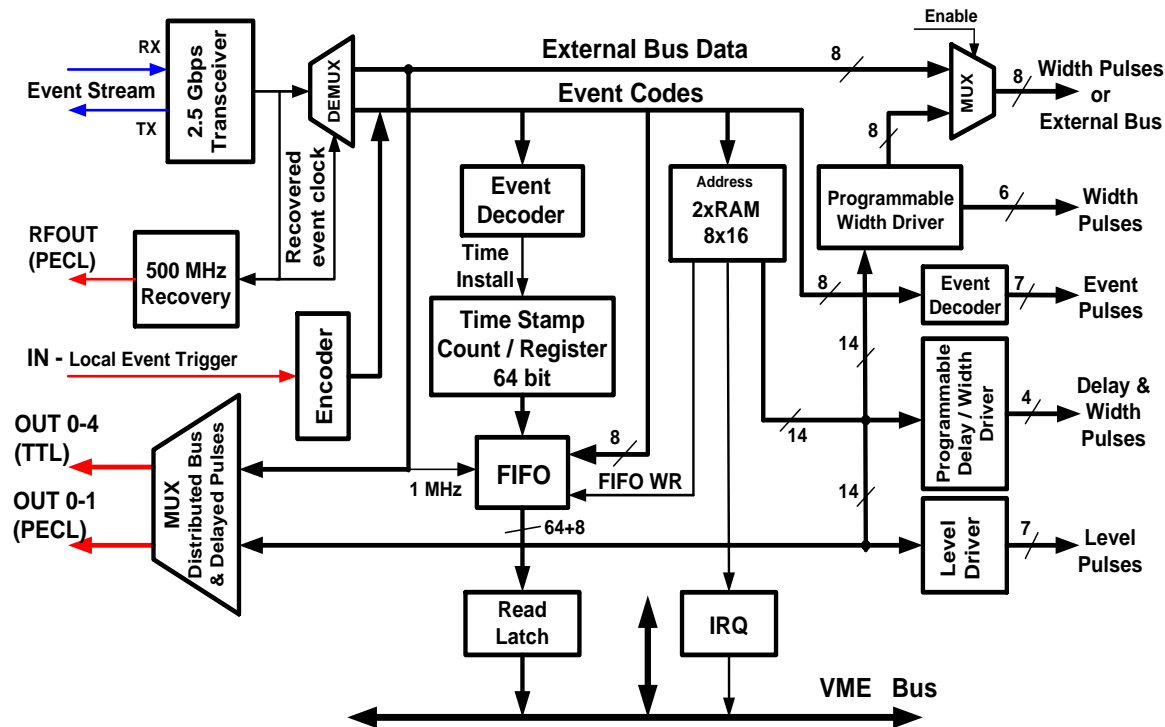 Enable
RX
Event Stream
TX
2.5 Gbps
Transceiver
DEMUX
External Bus Data
8
Event Codes
MUX
8
Width Pulses
or
External Bus
8
Recovered
event clock
Event
Decoder
Address
2xRAM
8x16
Programmable
Width Driver
6
Width
Pulses
RFOUT
(PECL)
500 MHz
Recovery
Time
Install
8
Event
Decoder
7
Event
Pulses
Time Stamp
Count / Register
64 bit
IN - Local Event Trigger
Encoder
14
Programmable
Delay / Width
Driver
4
Delay &
Width
Pulses
OUT 0-4
(TTL)
OUT 0-1
(PECL)
MUX
Distributed Bus
& Delayed Pulses
8
14
1 MHz
FIFO
FIFO WR
14
64+8
Level
Driver
7
Level
Pulses
Read
Latch
IRQ
VME Bus